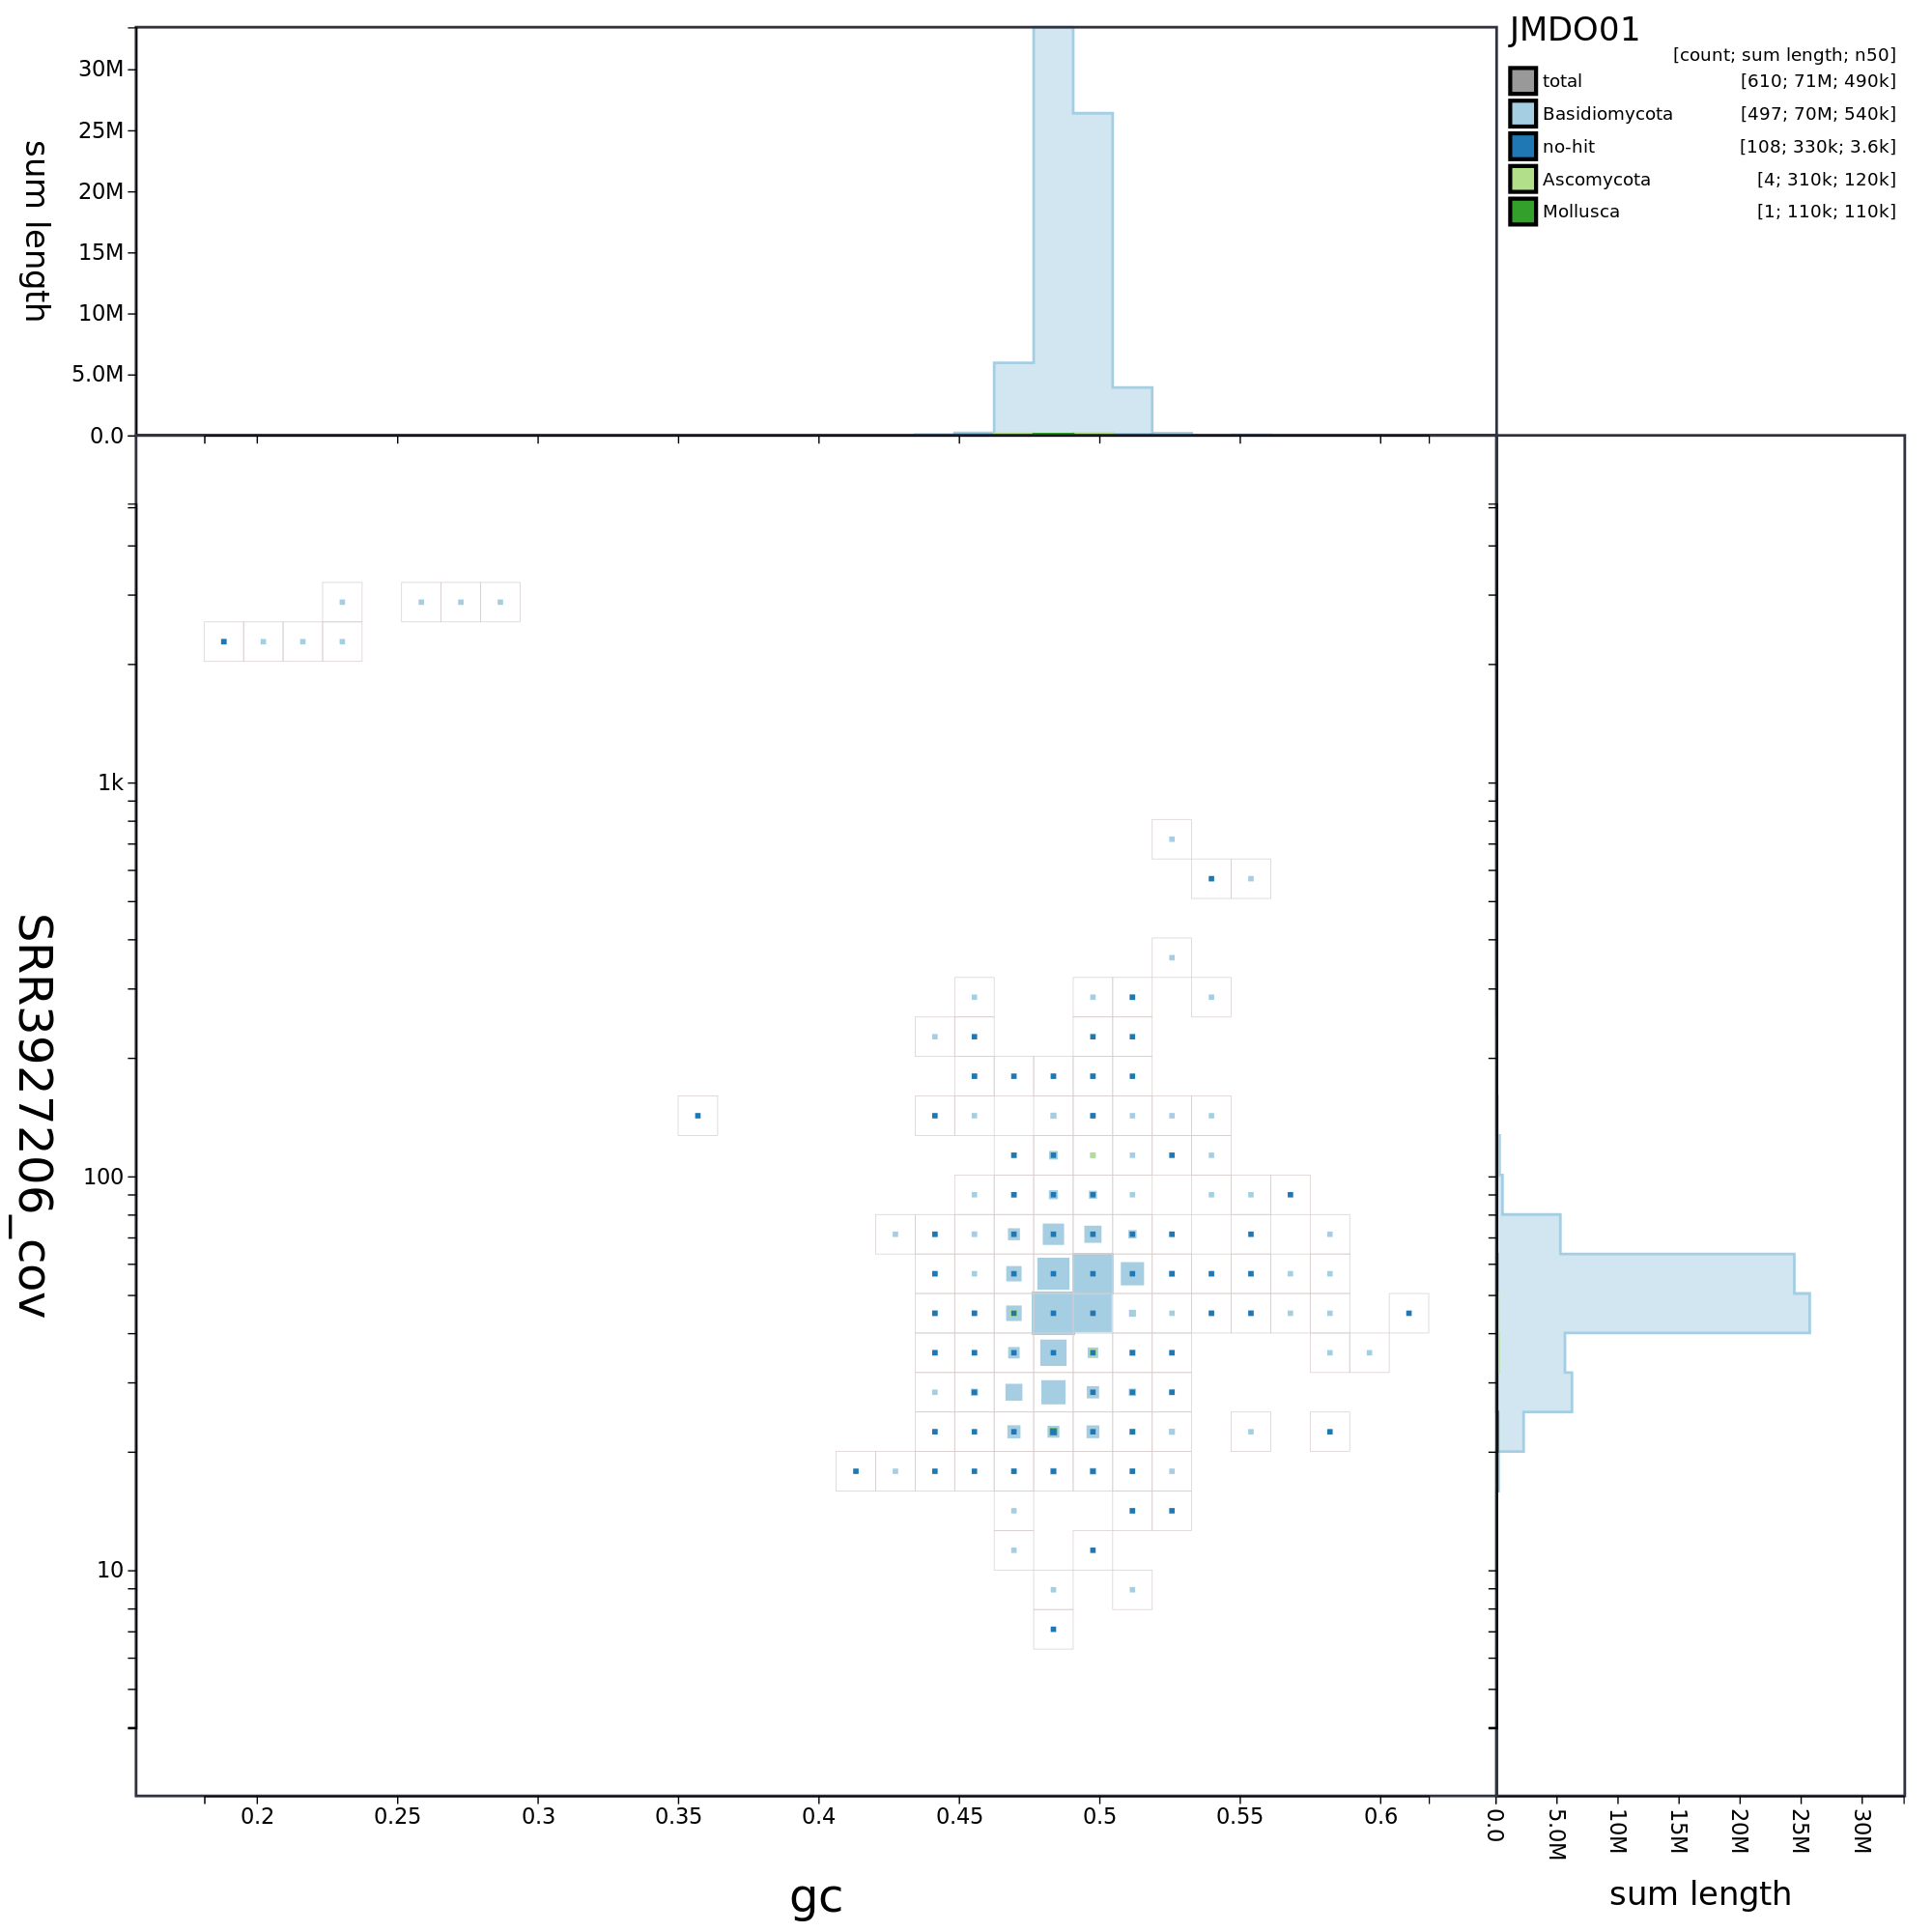 JMDO01
[count; sum length; n50]
total [610; 71M; 490k]
Basidiomycota [497; 70M; 540k]
no-hit [108; 330k; 3.6k]
Ascomycota [4; 310k; 120k]
Mollusca [1; 110k; 110k]
sum length
30M
25M
20M
15M
10M
5.0M
0.0
SRR3927206_cov
1k
100
10
0.2 0.25 0.3 0.35 0.4 0.45 0.5 0.55 0.6
gc
0.0 5.0M 10M 15M 20M 25M 30M
sum length